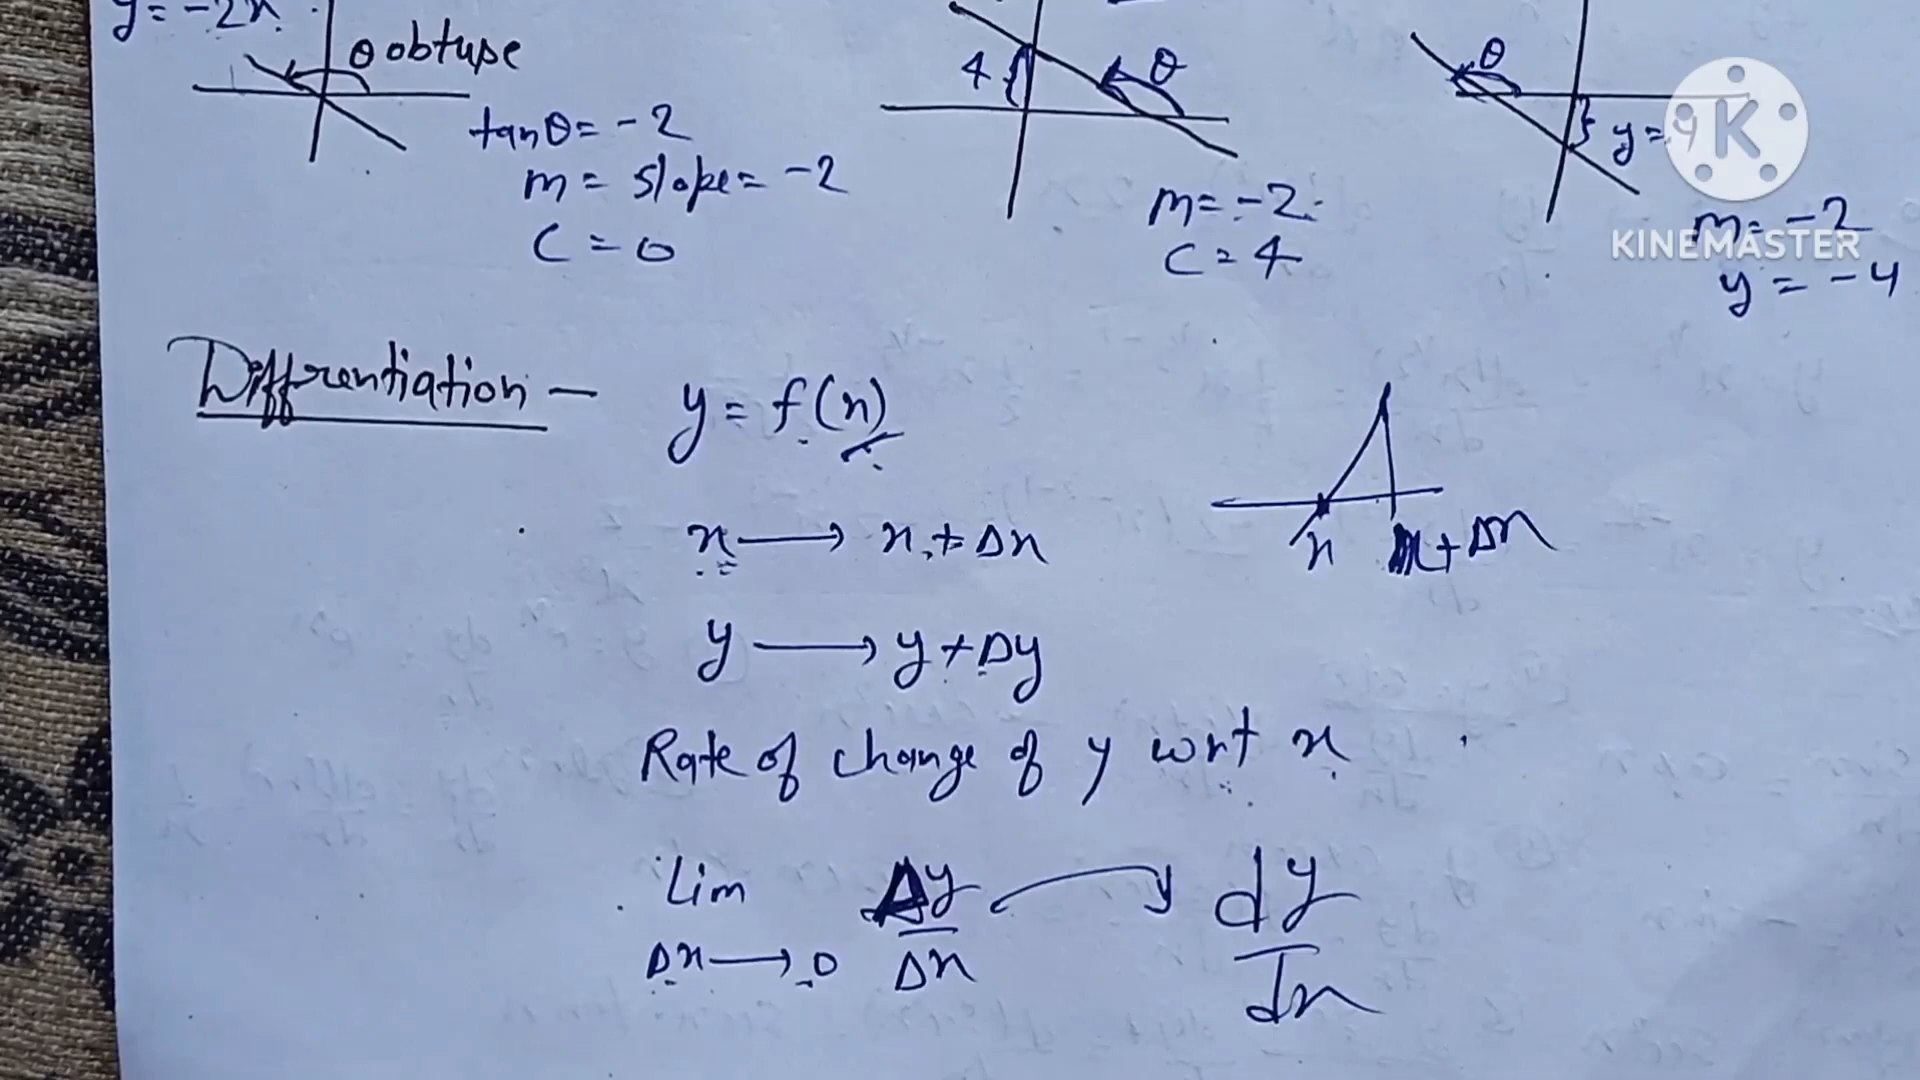 y = -2x
θ obtuse
tanθ = -2
m = slope = -2
C = 0
4 { θ
m = -2
C = 4
θ
y =
m = -2
y = -4
K
KINEMASTER
Diffrentiation — y = f(x)
x ⟶ x + Δx
x x + Δx
y ⟶ y + Δy
Rate of change of y wrt x
Lim Δy/Δx ⟶ dy/dx
Δx ⟶ 0